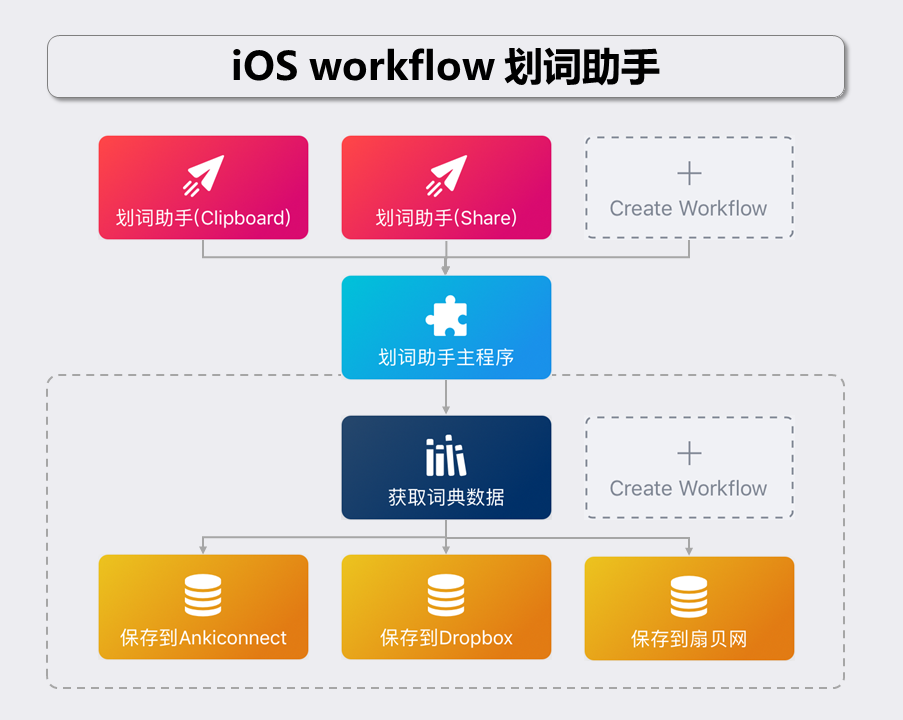 iOS workflow 划词助手
划词助手(Clipboard)
划词助手(Share)
Create Workflow
划词助手主程序
获取词典数据
Create Workflow
保存到Ankiconnect
保存到Dropbox
保存到扇贝网